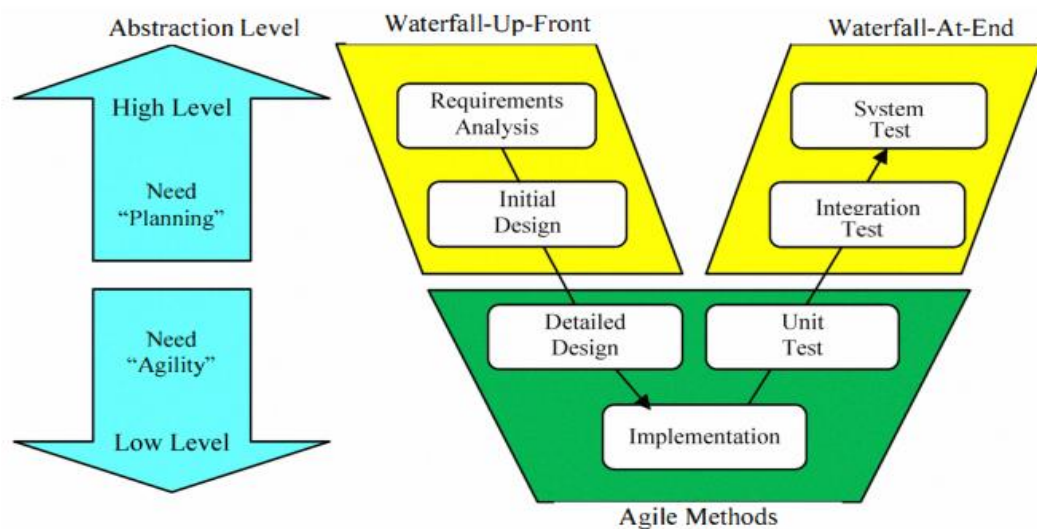 Abstraction Level
High Level
Need
“Planning”
Need
“Agility”
Low Level
Waterfall-Up-Front
Requirements
Analysis
Initial
Design
Waterfall-At-End
Svstem
Test
Integration
Test
Detailed
Design
Unit
Test
Implementation
Agile Methods